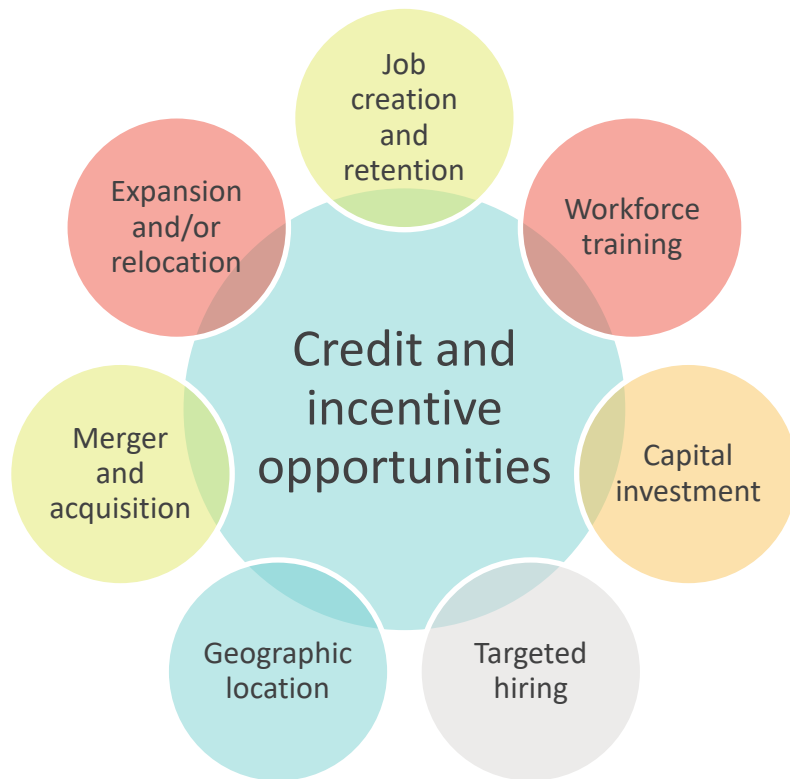 Job
creation
and
retention
Workforce
training
Capital
investment
Targeted
hiring
Geographic
location
Merger
and
acquisition
Expansion
and/or
relocation
Credit and
incentive
opportunities